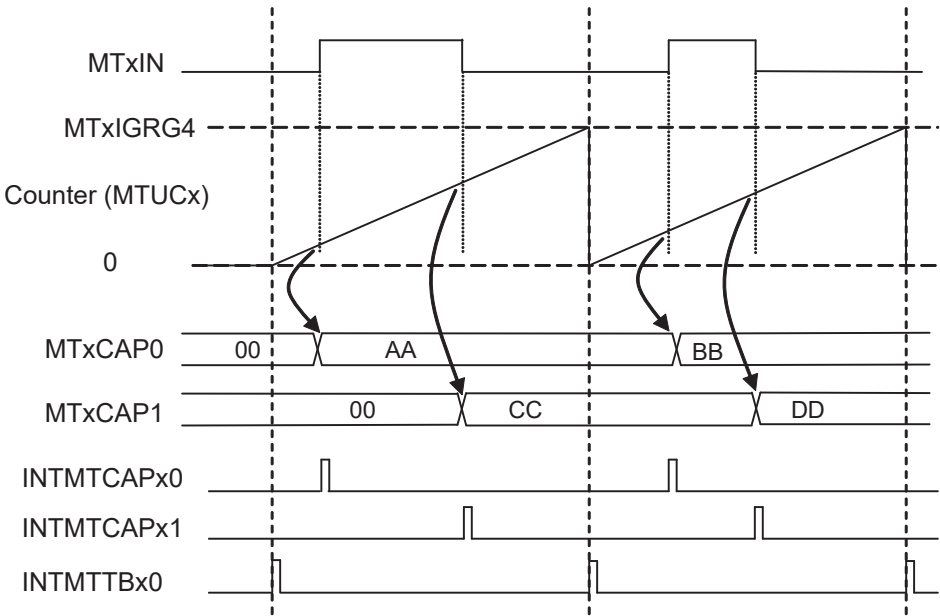 MTxIN
MTxIGRG4
Counter (MTUCx)
0
MTxCAP0 00 AA BB
MTxCAP1 00 CC DD
INTMTCAPx0
INTMTCAPx1
INTMTTBx0